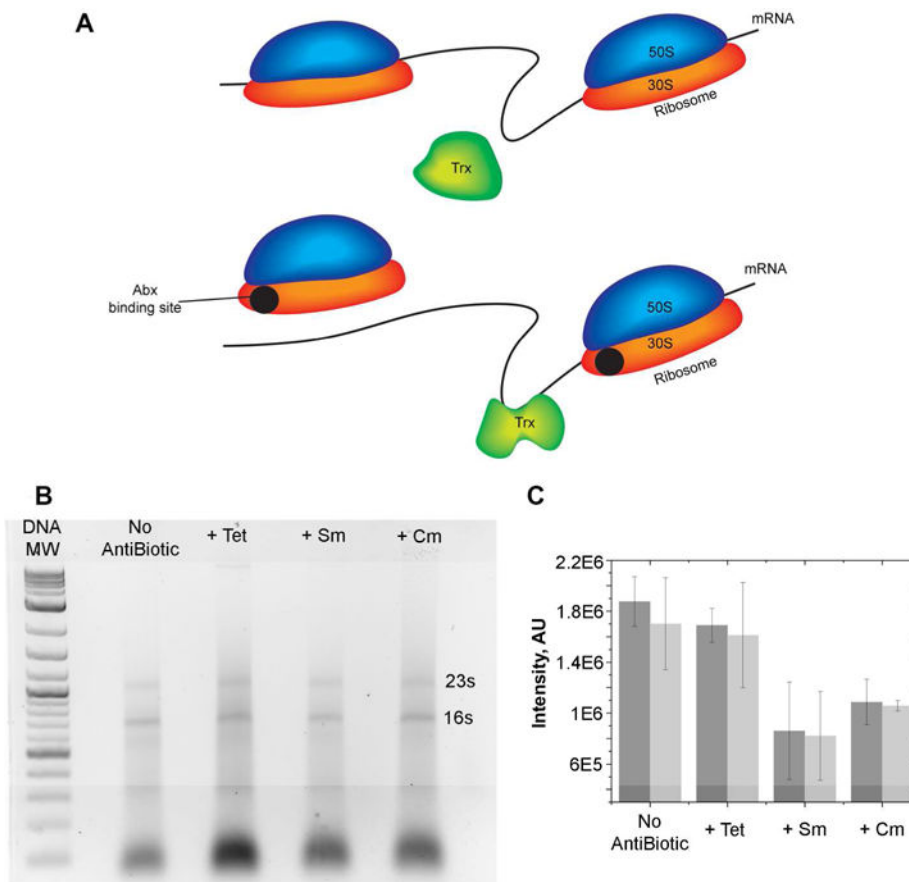 A
mRNA
50S
30S
Ribosome
Trx
Abx
binding site
mRNA
50S
30S
Ribosome
Trx
B
DNA
MW
No
AntiBiotic
+ Tet
+ Sm
+ Cm
23s
16s
C
Intensity, AU
2.2E6
1.8E6
1.4E6
1E6
6E5
No
AntiBiotic
+ Tet
+ Sm
+ Cm